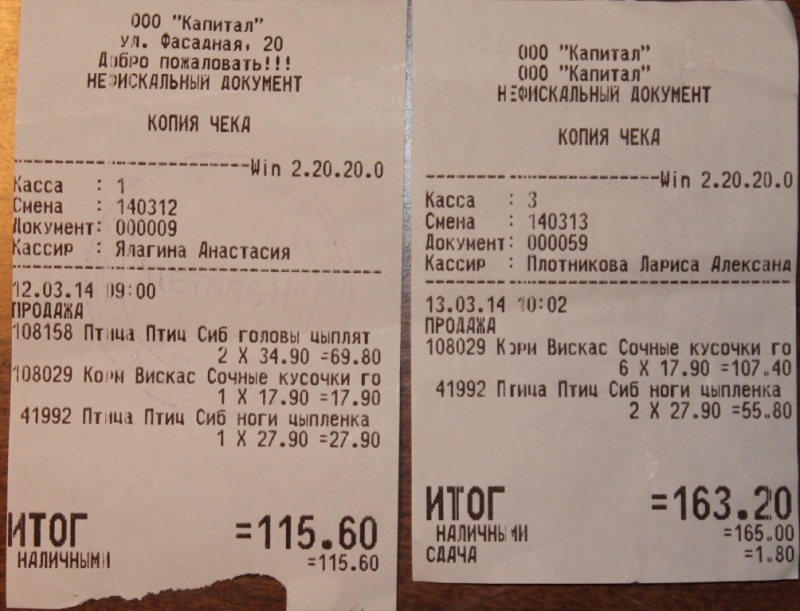 ООО "Капитал"
ул. Фасадная, 20
Добро пожаловать!!!
НЕФИСКАЛЬНЫЙ ДОКУМЕНТ
КОПИЯ ЧЕКА
--------------------------Win 2.20.20.0
Касса : 1
Смена : 140312
Документ: 000009
Кассир : Ялагина Анастасия
----------------------------------------
12.03.14 09:00
ПРОДАЖА
108158 Птица Птиц Сиб головы цыплят
2 X 34.90 =69.80
108029 Корм Вискас Сочные кусочки го
1 X 17.90 =17.90
41992 Птица Птиц Сиб ноги цыпленка
1 X 27.90 =27.90
ИТОГ =115.60
НАЛИЧНЫМИ =115.60
ООО "Капитал"
ООО "Капитал"
НЕФИСКАЛЬНЫЙ ДОКУМЕНТ
КОПИЯ ЧЕКА
--------------------------Win 2.20.20.0
Касса : 3
Смена : 140313
Документ: 000059
Кассир : Плотникова Лариса Александ
----------------------------------------
13.03.14 10:02
ПРОДАЖА
108029 Корм Вискас Сочные кусочки го
6 X 17.90 =107.40
41992 Птица Птиц Сиб ноги цыпленка
2 X 27.90 =55.80
ИТОГ =163.20
НАЛИЧНЫМИ =165.00
СДАЧА =1.80